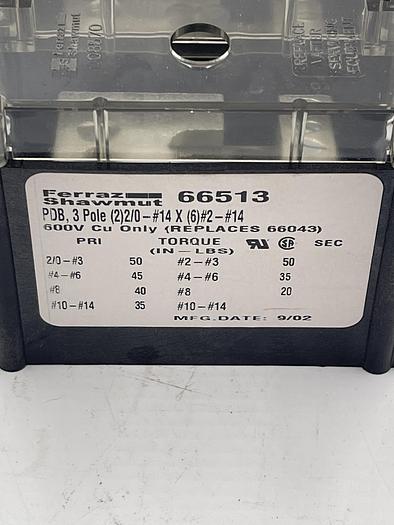 Ferraz
Shawmut 66513
PDB, 3 Pole (2)2/0-#14 X (6)#2-#14
600V Cu Only (REPLACES 66043)
PRI TORQUE SEC
(IN-LBS)
2/0-#3 50 #2-#3 50
#4-#6 45 #4-#6 35
#8 40 #8 20
#10-#14 35 #10-#14
MFG.DATE: 9/02